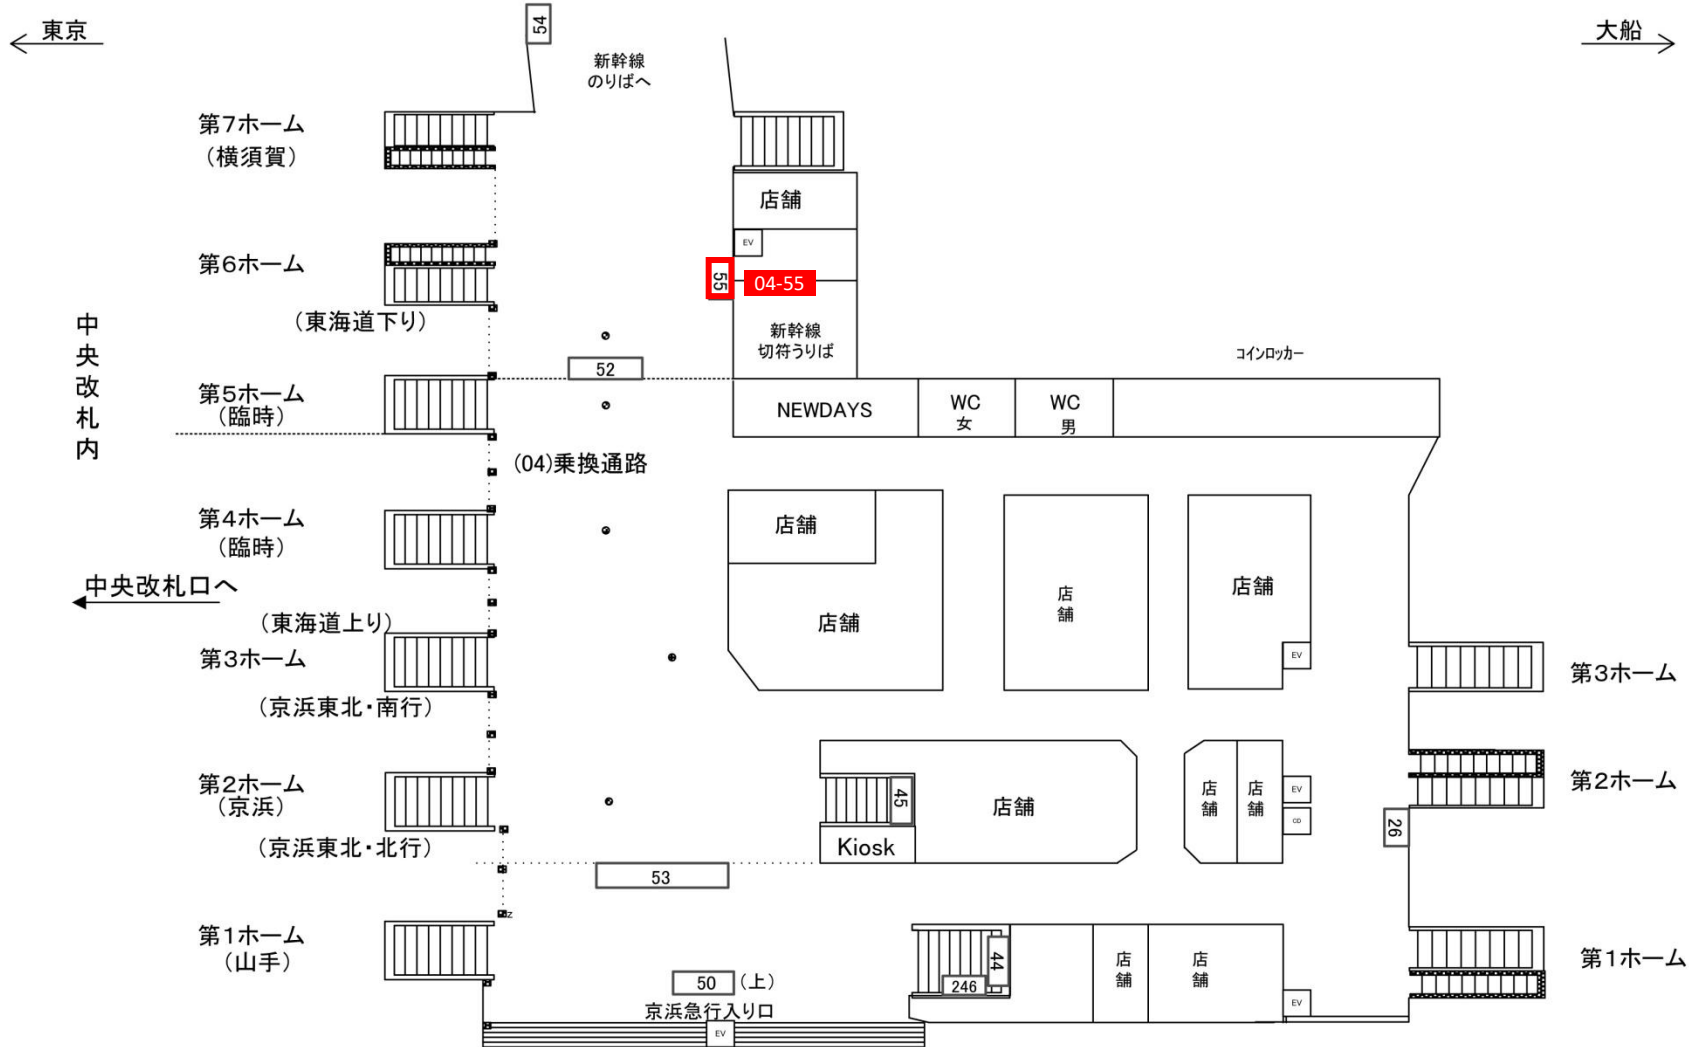 東京
54
大船
新幹線
のりばへ
第7ホーム
(横須賀)
店舗
EV
第6ホーム
55
04-55
(東海道下り)
新幹線
切符うりば
中央改札内
52
コインロッカー
第5ホーム
(臨時)
NEWDAYS
WC
女
WC
男
(04)乗換通路
第4ホーム
(臨時)
店舗
中央改札口へ
店舗
店舗
店舗
(東海道上り)
第3ホーム
EV
第3ホーム
(京浜東北・南行)
第2ホーム
(京浜)
45
店舗
店舗
店舗
EV
第2ホーム
CD
26
(京浜東北・北行)
Kiosk
53
z
第1ホーム
(山手)
44
246
店舗
店舗
第1ホーム
50
(上)
EV
京浜急行入り口
EV